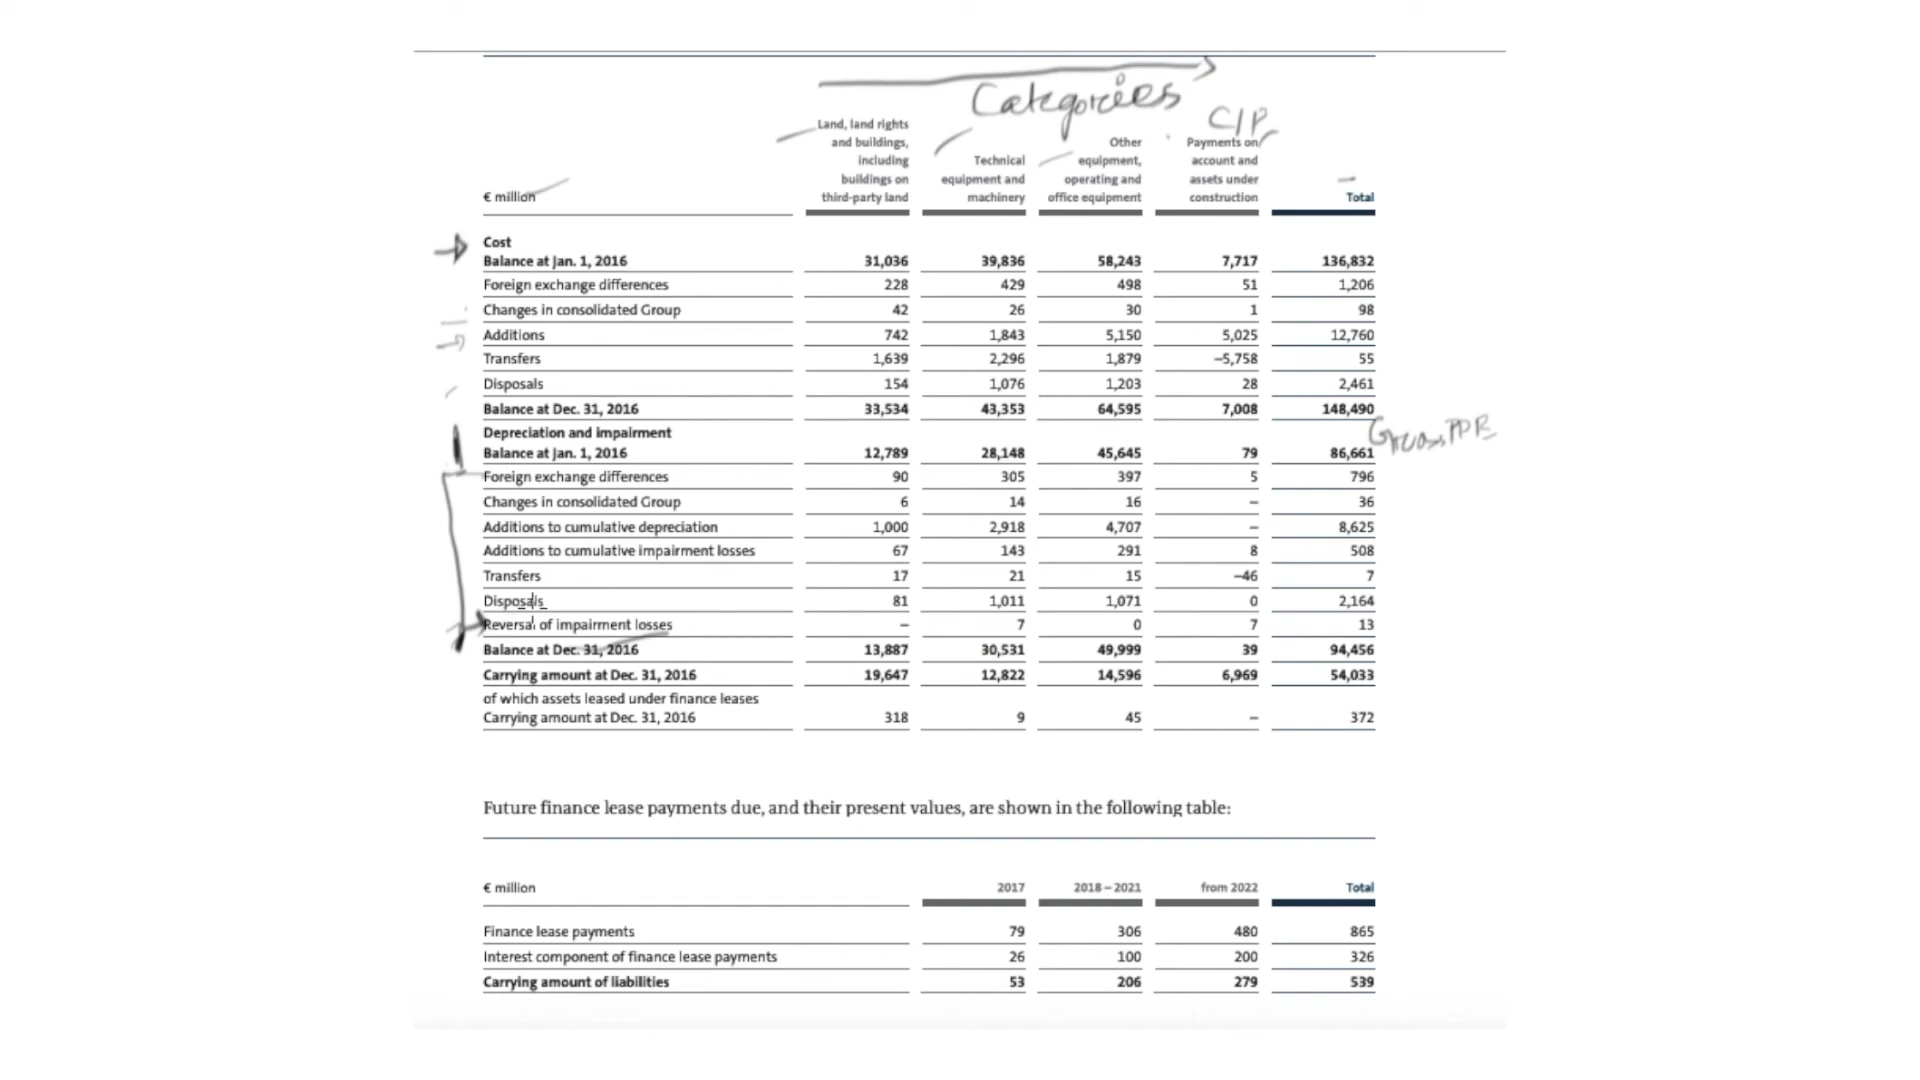 Categories
C/P
Land, land rights and buildings, including buildings on third-party land
Technical equipment and machinery
Other equipment, operating and office equipment
Payments on account and assets under construction
€ million Total
Cost
Balance at Jan. 1, 2016 31,036 39,836 58,243 7,717 136,832
Foreign exchange differences 228 429 498 51 1,206
Changes in consolidated Group 42 26 30 1 98
Additions 742 1,843 5,150 5,025 12,760
Transfers 1,639 2,296 1,879 –5,758 55
Disposals 154 1,076 1,203 28 2,461
Balance at Dec. 31, 2016 33,534 43,353 64,595 7,008 148,490
Gross
Depreciation and impairment
Balance at Jan. 1, 2016 12,789 28,148 45,645 79 86,661
Foreign exchange differences 90 305 397 5 796
Changes in consolidated Group 6 14 16 – 36
Additions to cumulative depreciation 1,000 2,918 4,707 – 8,625
Additions to cumulative impairment losses 67 143 291 8 508
Transfers 17 21 15 –46 7
Disposals 81 1,011 1,071 0 2,164
Reversal of impairment losses – 7 0 7 13
Balance at Dec. 31, 2016 13,887 30,531 49,999 39 94,456
Carrying amount at Dec. 31, 2016 19,647 12,822 14,596 6,969 54,033
of which assets leased under finance leases
Carrying amount at Dec. 31, 2016 318 9 45 – 372
Future finance lease payments due, and their present values, are shown in the following table:
€ million 2017 2018 – 2021 from 2022 Total
Finance lease payments 79 306 480 865
Interest component of finance lease payments 26 100 200 326
Carrying amount of liabilities 53 206 279 539